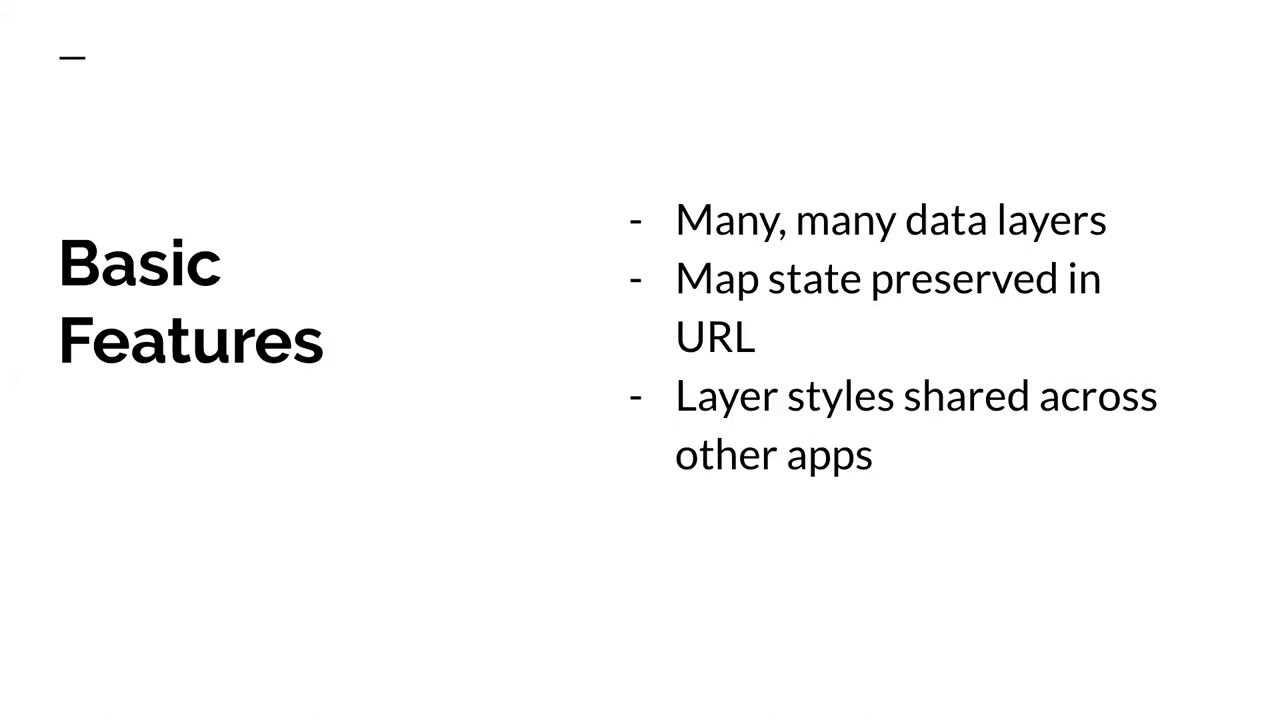 Basic
Features
- Many, many data layers
- Map state preserved in
URL
- Layer styles shared across
other apps